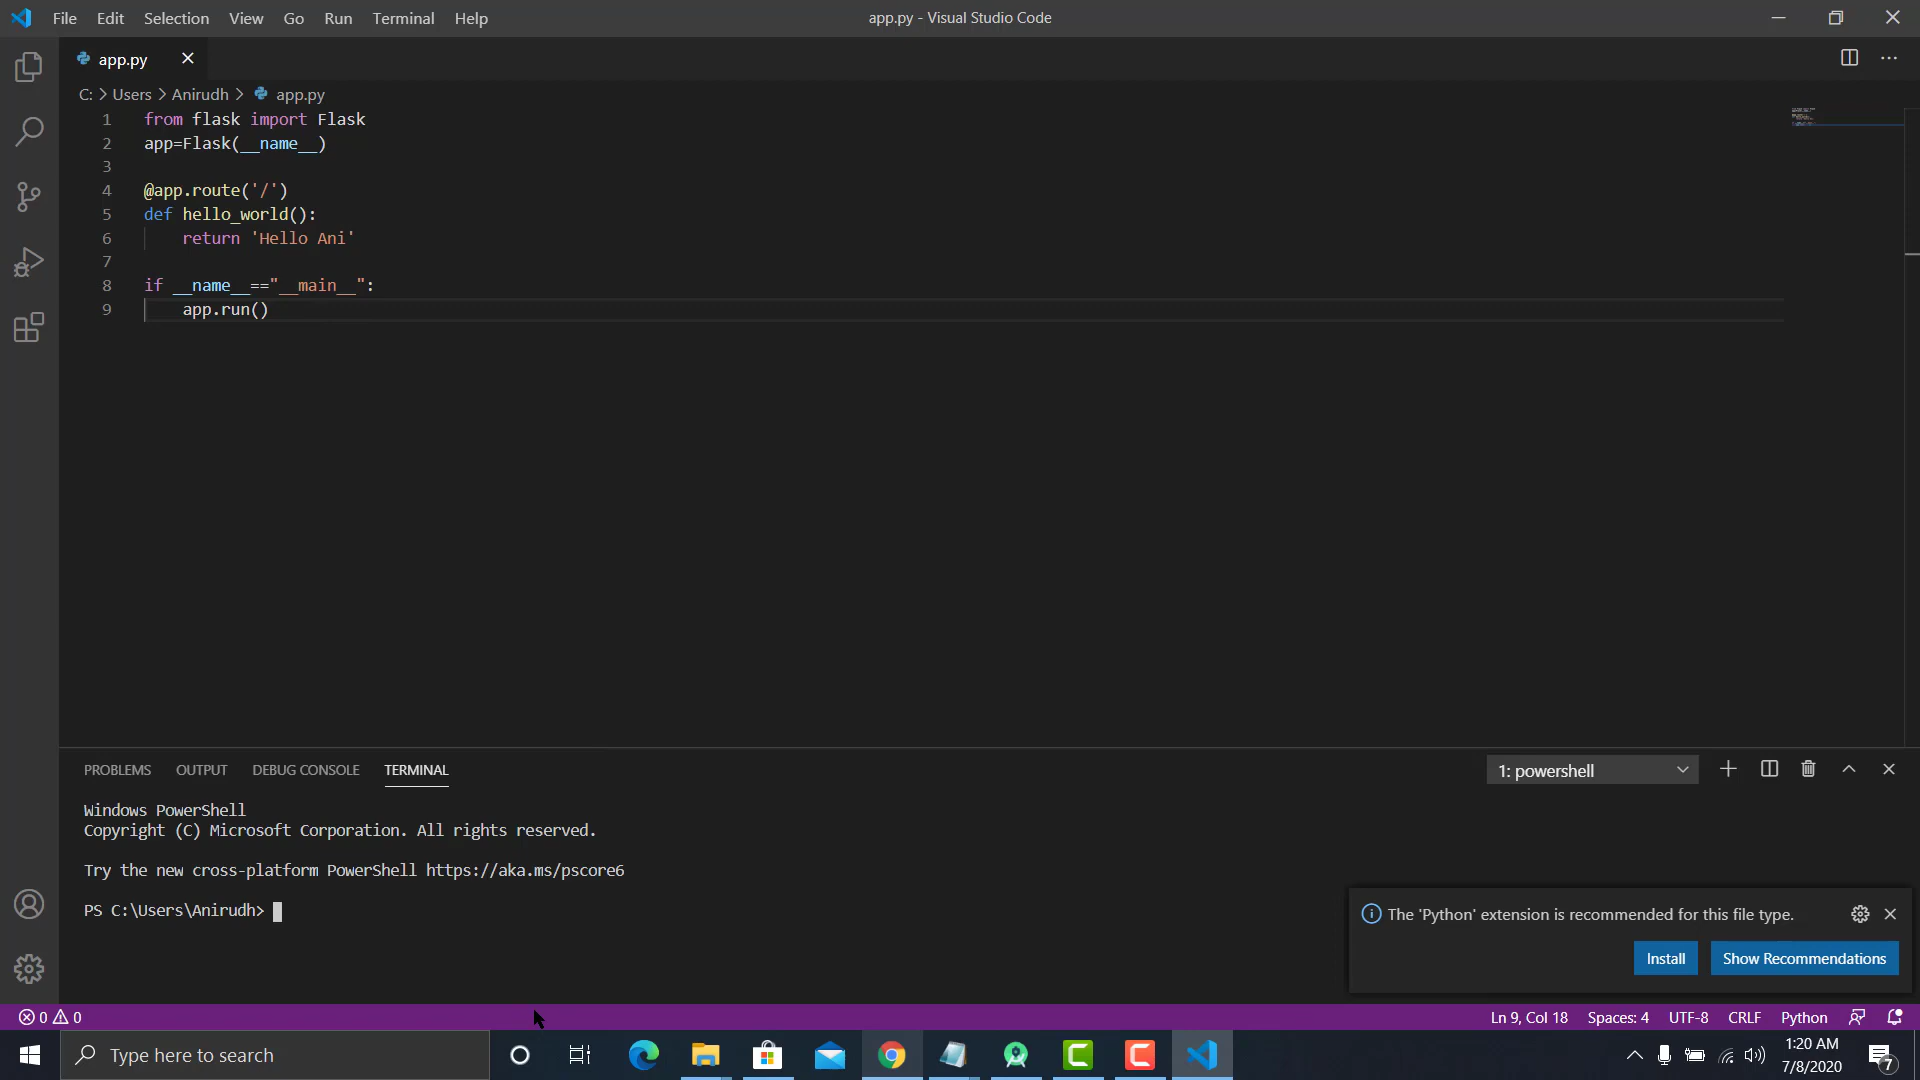 File Edit Selection View Go Run Terminal Help
app.py - Visual Studio Code
app.py
C: > Users > Anirudh > app.py
1 from flask import Flask
2 app=Flask(__name__)
3
4 @app.route('/')
5 def hello_world():
6 return 'Hello Ani'
7
8 if __name__=="__main__":
9 app.run()
PROBLEMS OUTPUT DEBUG CONSOLE TERMINAL
1: powershell
Windows PowerShell
Copyright (C) Microsoft Corporation. All rights reserved.
Try the new cross-platform PowerShell https://aka.ms/pscore6
PS C:\Users\Anirudh>
The 'Python' extension is recommended for this file type.
Install
Show Recommendations
0 0
Ln 9, Col 18 Spaces: 4 UTF-8 CRLF Python
Type here to search
1:20 AM
7/8/2020
7